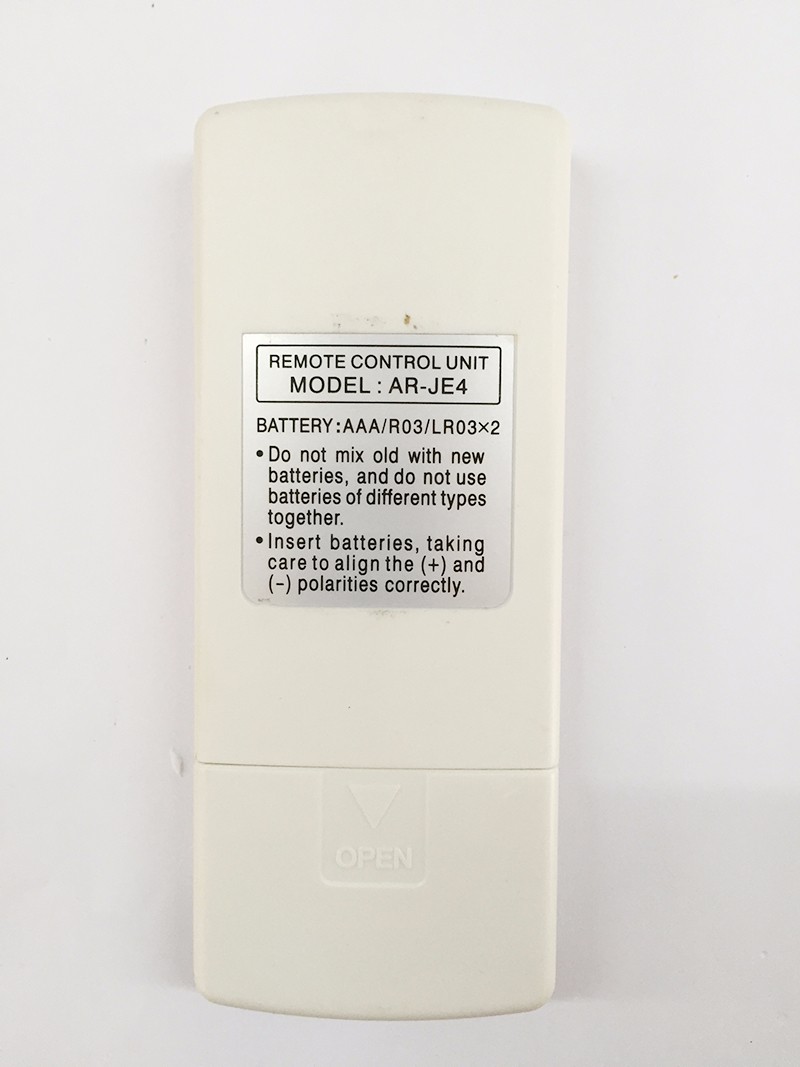 REMOTE CONTROL UNIT
MODEL : AR-JE4
BATTERY:AAA/R03/LR03×2
•Do not mix old with new
batteries, and do not use
batteries of different types
together.
•Insert batteries, taking
care to align the (+) and
(−) polarities correctly.
OPEN